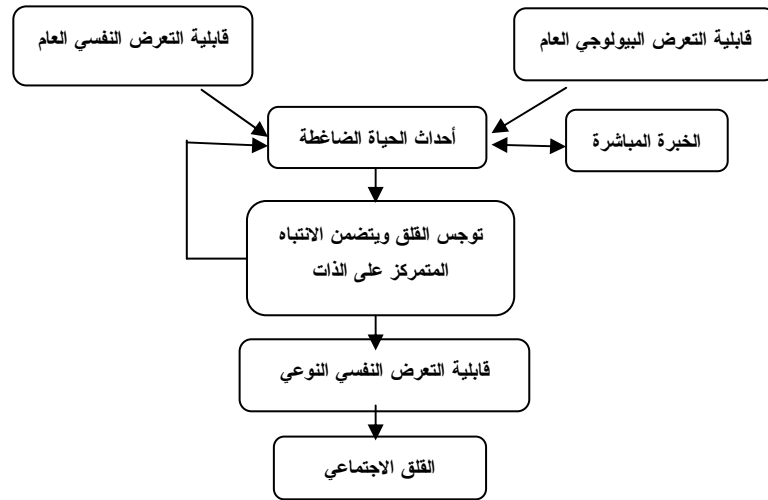 قابلية التعرض البيولوجي العام
قابلية التعرض النفسي العام
أحداث الحياة الضاغطة
الخبرة المباشرة
توجس القلق ويتضمن الانتباه
المتمركز على الذات
قابلية التعرض النفسي النوعي
القلق الاجتماعي